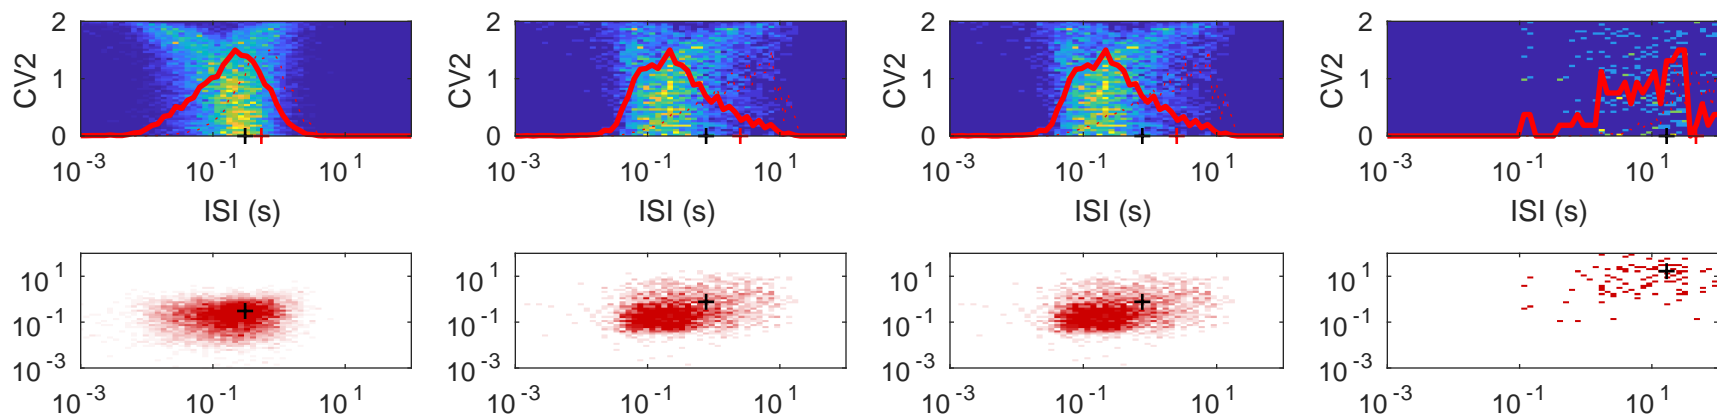 2 2 2 2
CV2 CV2 CV2 CV2
1 1 1 1
0 0 0 0
10^-3 10^-1 10^1 10^-3 10^-1 10^1 10^-3 10^-1 10^1 10^-3 10^-1 10^1
ISI (s) ISI (s) ISI (s) ISI (s)
10^1 10^1 10^1 10^1
10^-1 10^-1 10^-1 10^-1
10^-3 10^-3 10^-3 10^-3
10^-3 10^-1 10^1 10^-3 10^-1 10^1 10^-3 10^-1 10^1 10^-3 10^-1 10^1